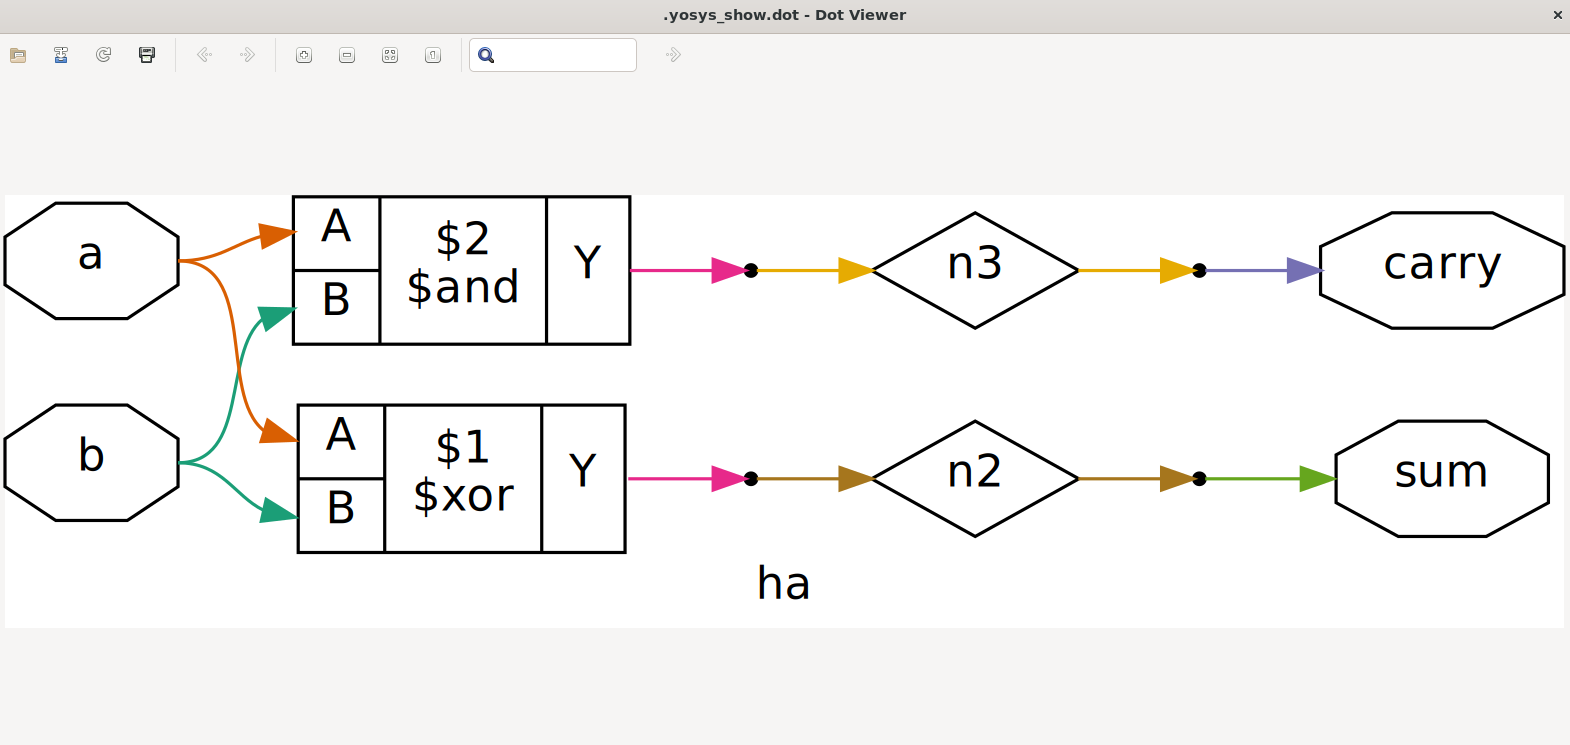 .yosys_show.dot - Dot Viewer
a
A
B
$2
$and
Y
n3
carry
b
A
B
$1
$xor
Y
n2
sum
ha